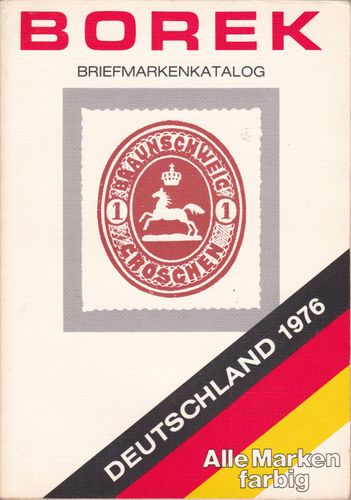 BOREK
BRIEFMARKENKATALOG
BRAUNSCHWEIG
1
1
GROSCHEN
DEUTSCHLAND 1976
Alle Marken
farbig